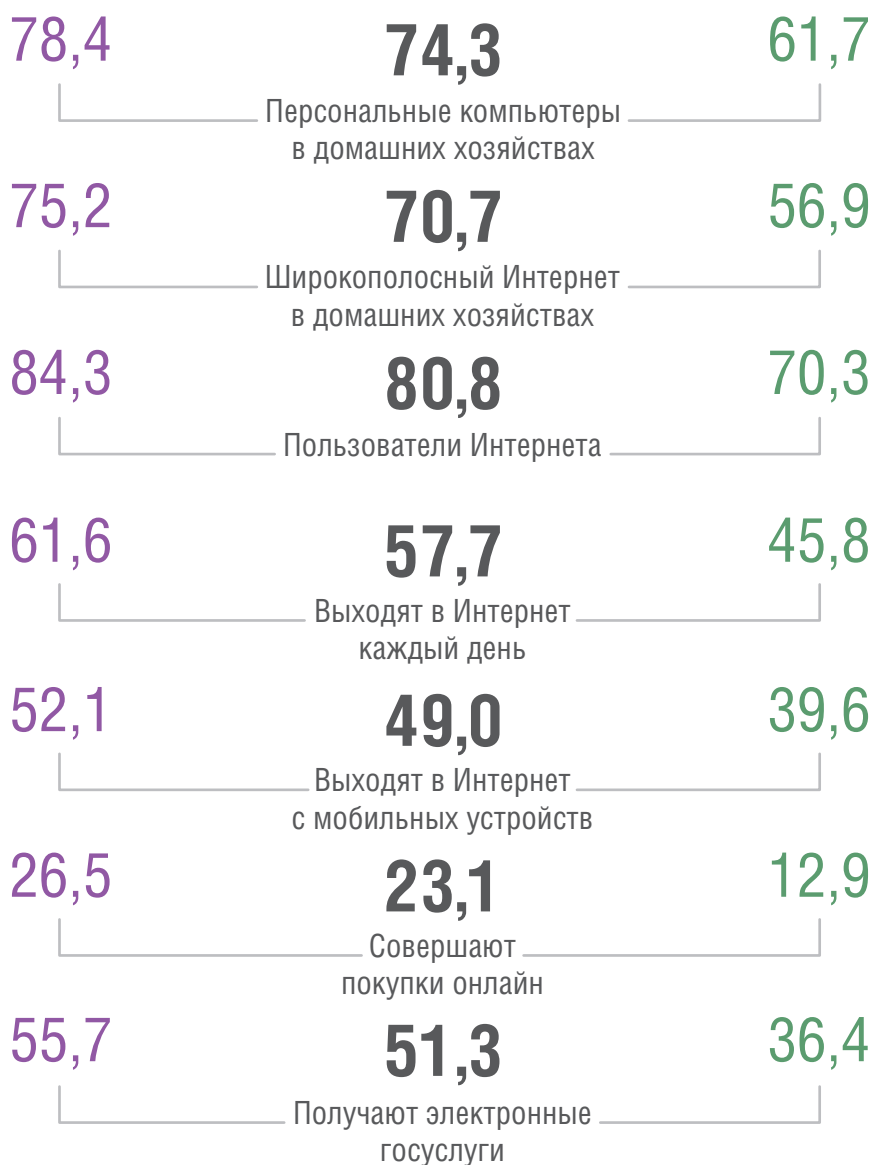 78,4 74,3 61,7
Персональные компьютеры
в домашних хозяйствах
75,2 70,7 56,9
Широкополосный Интернет
в домашних хозяйствах
84,3 80,8 70,3
Пользователи Интернета
61,6 57,7 45,8
Выходят в Интернет
каждый день
52,1 49,0 39,6
Выходят в Интернет
с мобильных устройств
26,5 23,1 12,9
Совершают
покупки онлайн
55,7 51,3 36,4
Получают электронные
госуслуги